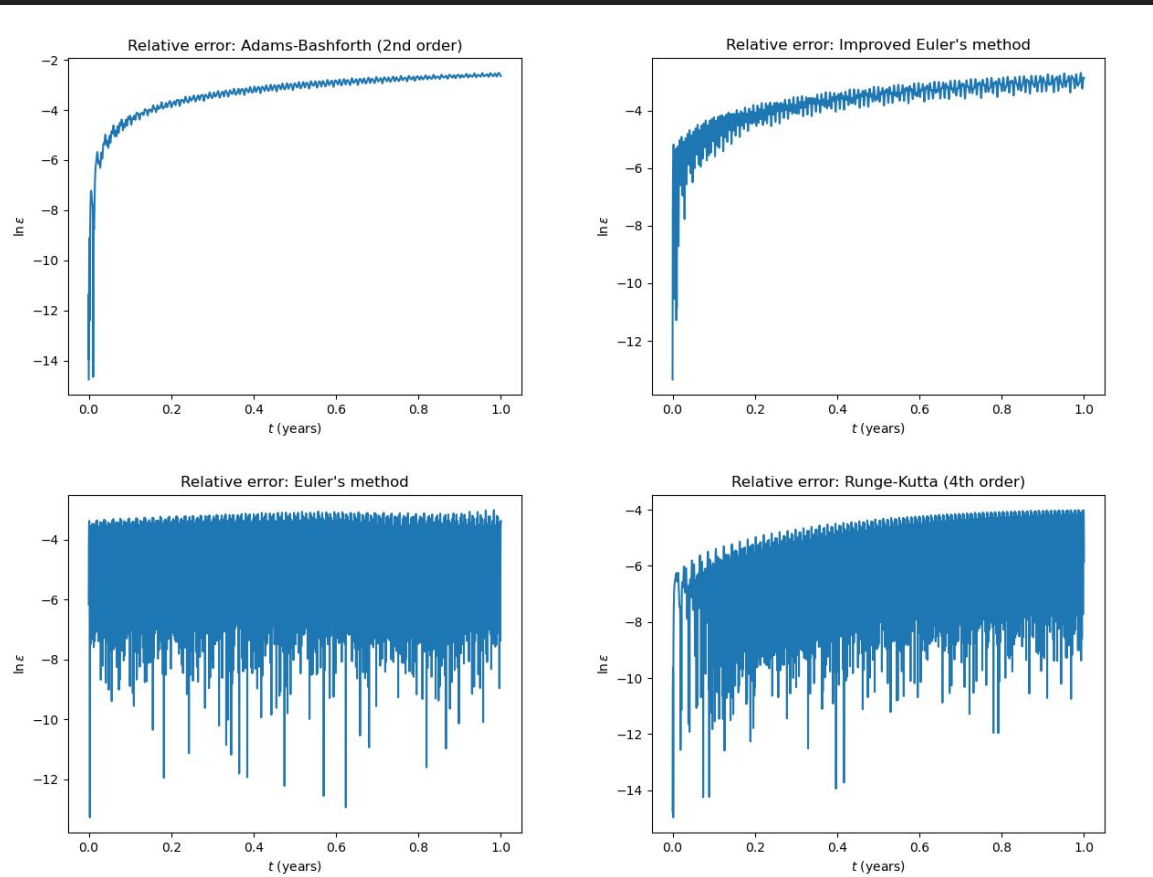 Relative error: Adams-Bashforth (2nd order)
−2
−4
−6
−8
−10
−12
−14
ln ε
0.0 0.2 0.4 0.6 0.8 1.0
t (years)
Relative error: Improved Euler's method
−4
−6
−8
−10
−12
ln ε
0.0 0.2 0.4 0.6 0.8 1.0
t (years)
Relative error: Euler's method
−4
−6
−8
−10
−12
ln ε
0.0 0.2 0.4 0.6 0.8 1.0
t (years)
Relative error: Runge-Kutta (4th order)
−4
−6
−8
−10
−12
−14
ln ε
0.0 0.2 0.4 0.6 0.8 1.0
t (years)